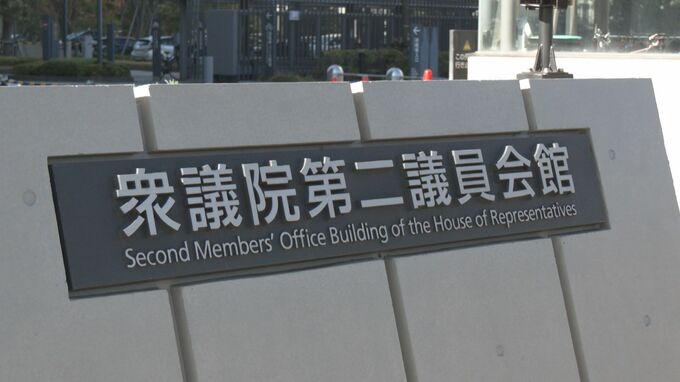 衆議院第二議員会館
Second Members' Office Building of the House of Representatives